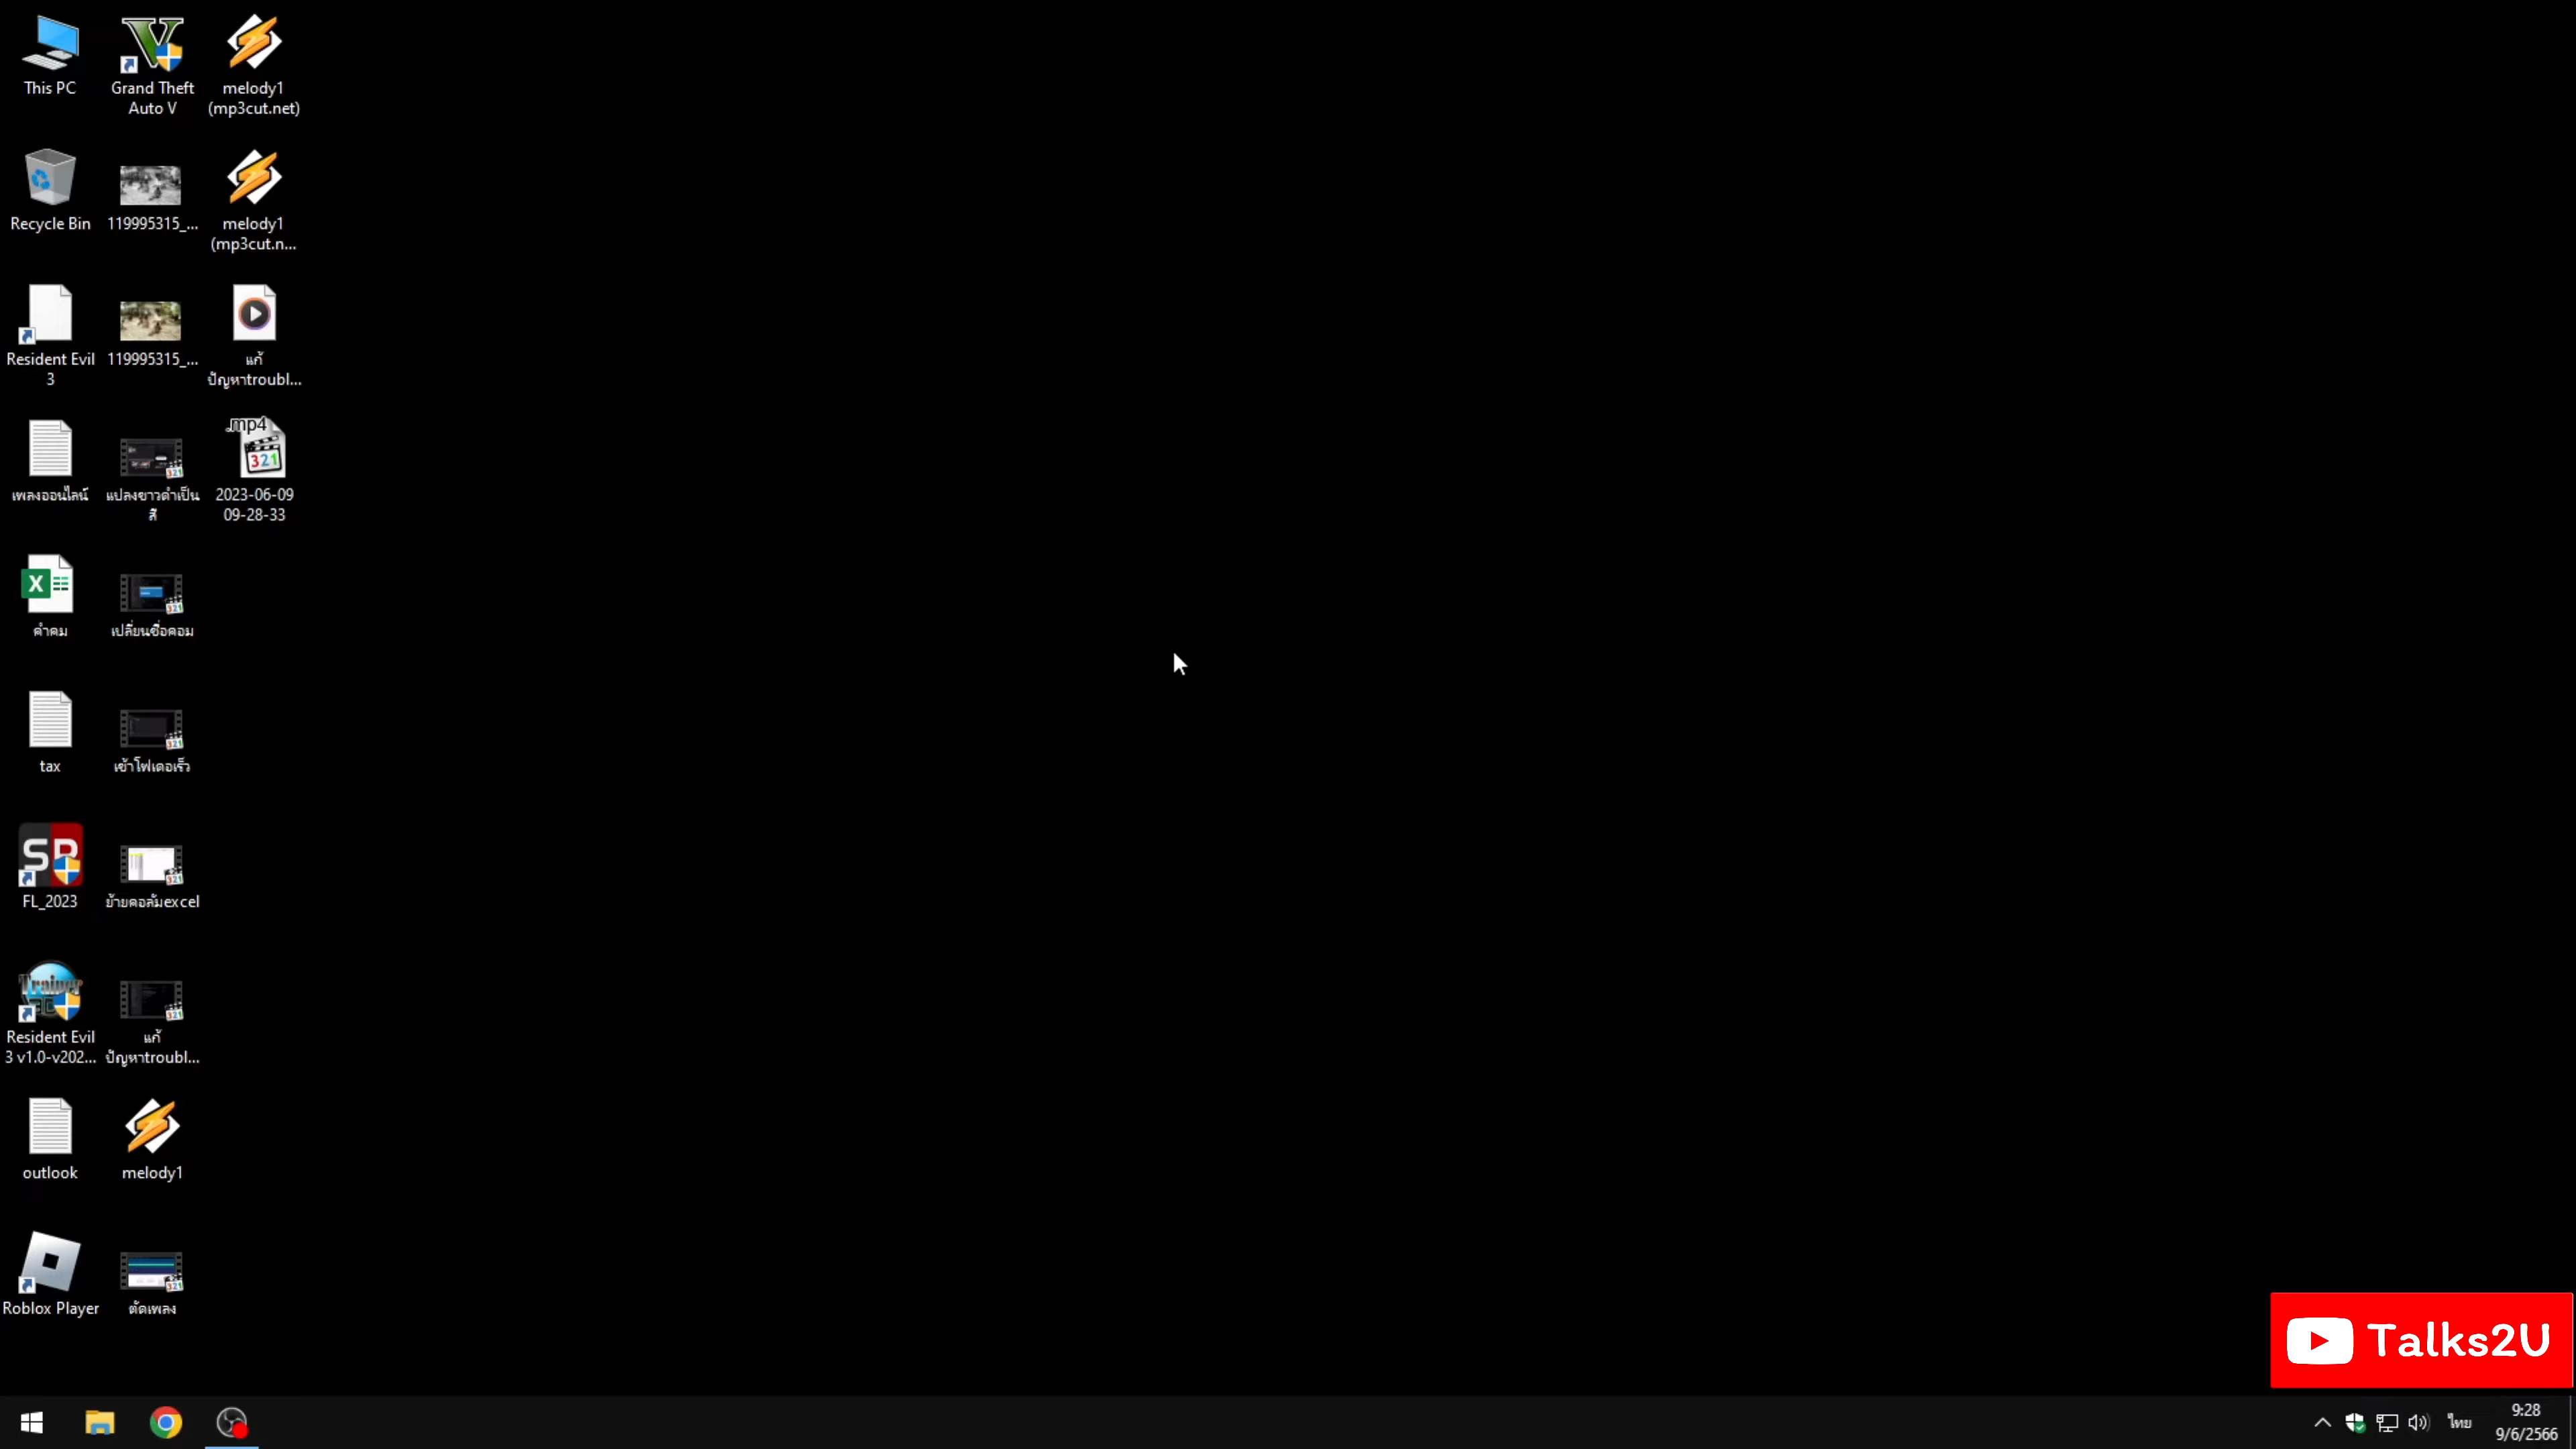 This PC
Grand Theft
Auto V
melody1
(mp3cut.net)
Recycle Bin
119995315_...
melody1
(mp3cut.n...
Resident Evil
3
119995315_...
แก้
ปัญหาtroubl...
เพลงออนไลน์
แปลงขาวดำเป็น
สี
.mp4
321
2023-06-09
09-28-33
คำคม
เปลี่ยนชื่อคอม
tax
เข้าโฟเดอเร็ว
FL_2023
ย้ายคอลัมexcel
Trainer
Resident Evil
3 v1.0-v202...
แก้
ปัญหาtroubl...
outlook
melody1
Roblox Player
ตัดเพลง
Talks2U
ไทย
9:28
9/6/2566